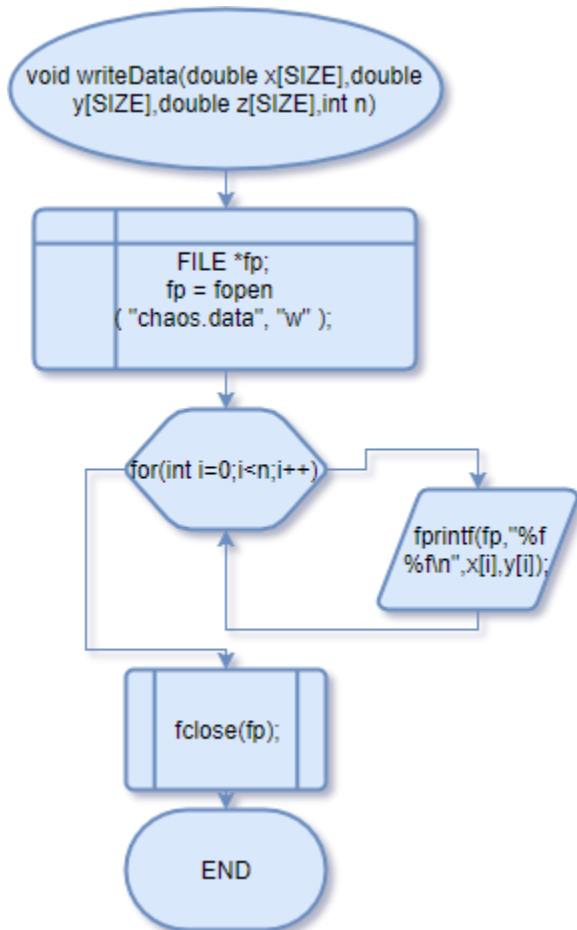 void writeData(double x[SIZE],double
y[SIZE],double z[SIZE],int n)
FILE *fp;
fp = fopen
( "chaos.data", "w" );
for(int i=0;i<n;i++)
fprintf(fp,"%f
%f\n",x[i],y[i]);
fclose(fp);
END